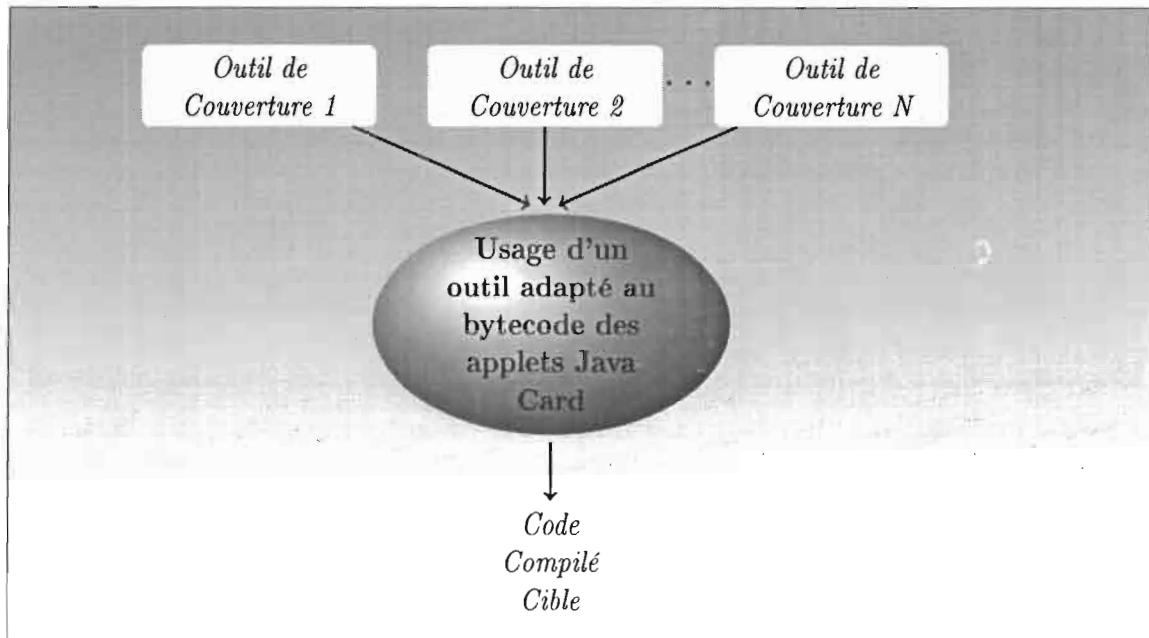 Outil de
Couverture 1
Outil de
Couverture 2
. . .
Outil de
Couverture N
Usage d'un
outil adapté au
bytecode des
applets Java
Card
Code
Compilé
Cible